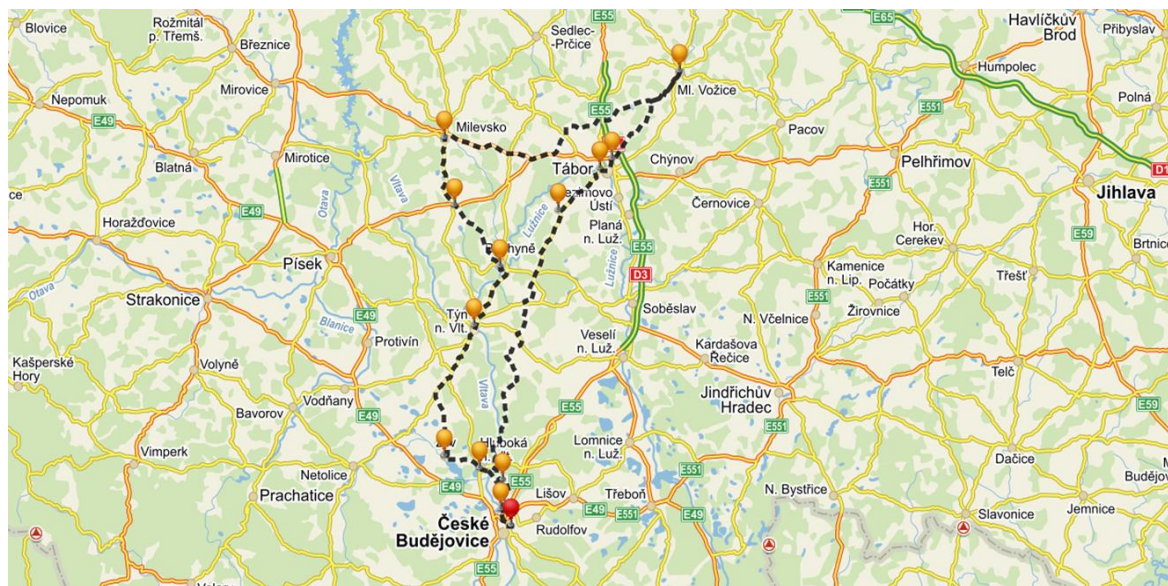 Blovice
Rožmitál
p. Třemš.
Březnice
Sedlec-
-Prčice
E55
E65
Havlíčkův
Brod
Přibyslav
Humpolec
Nepomuk
Mirovice
Ml. Vožice
E55
E551
Polná
E49
Milevsko
Pacov
Blatná
Mirotice
Tábor
Chýnov
Pelhřimov
D1
Vltava
Otava
Lužnice
Ústí
Černovice
E551
Jihlava
Horažďovice
E49
Planá
n. Luž.
Hor.
Cerekev
E59
Brtnice
Písek
E55
D3
Lužnice
Kamenice
n. Lip.
Třešť
Počátky
Žirovnice
Otava
Strakonice
Týn
n. Vlt.
Soběslav
E551
N. Včelnice
Blanice
Protivín
Kašperské
Hory
Volyně
Veselí
n. Luž.
Kardašova
Řečice
Telč
Vltava
Jindřichův
Hradec
Bavorov
Vodňany
E49
E55
E551
E59
Vimperk
Hluboká
Lomnice
n. Luž.
Dačice
Netolice
E49
E55
E551
Prachatice
Lišov
E49
Třeboň
E551
E49
N. Bystřice
Slavonice
Jemnice
České
Budějovice
Rudolfov